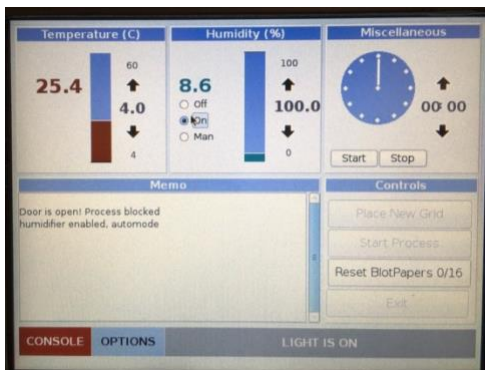 Temperature (C)
60
25.4
4.0
4
Humidity (%)
100
8.6
Off
On
Man
100.0
0
Miscellaneous
00 00
Start Stop
Memo
Door is open! Process blocked
humidifier enabled, automode
Controls
Place New Grid
Start Process
Reset BlotPapers 0/16
Exit
CONSOLE OPTIONS LIGHT IS ON